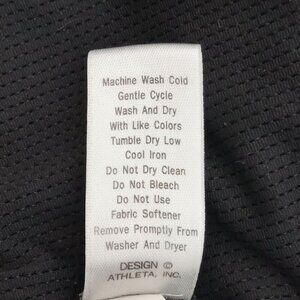 Machine Wash Cold
Gentle Cycle
Wash And Dry
With Like Colors
Tumble Dry Low
Cool Iron
Do Not Dry Clean
Do Not Bleach
Do Not Use
Fabric Softener
Remove Promptly From
Washer And Dryer
DESIGN ©
ATHLETA, INC.